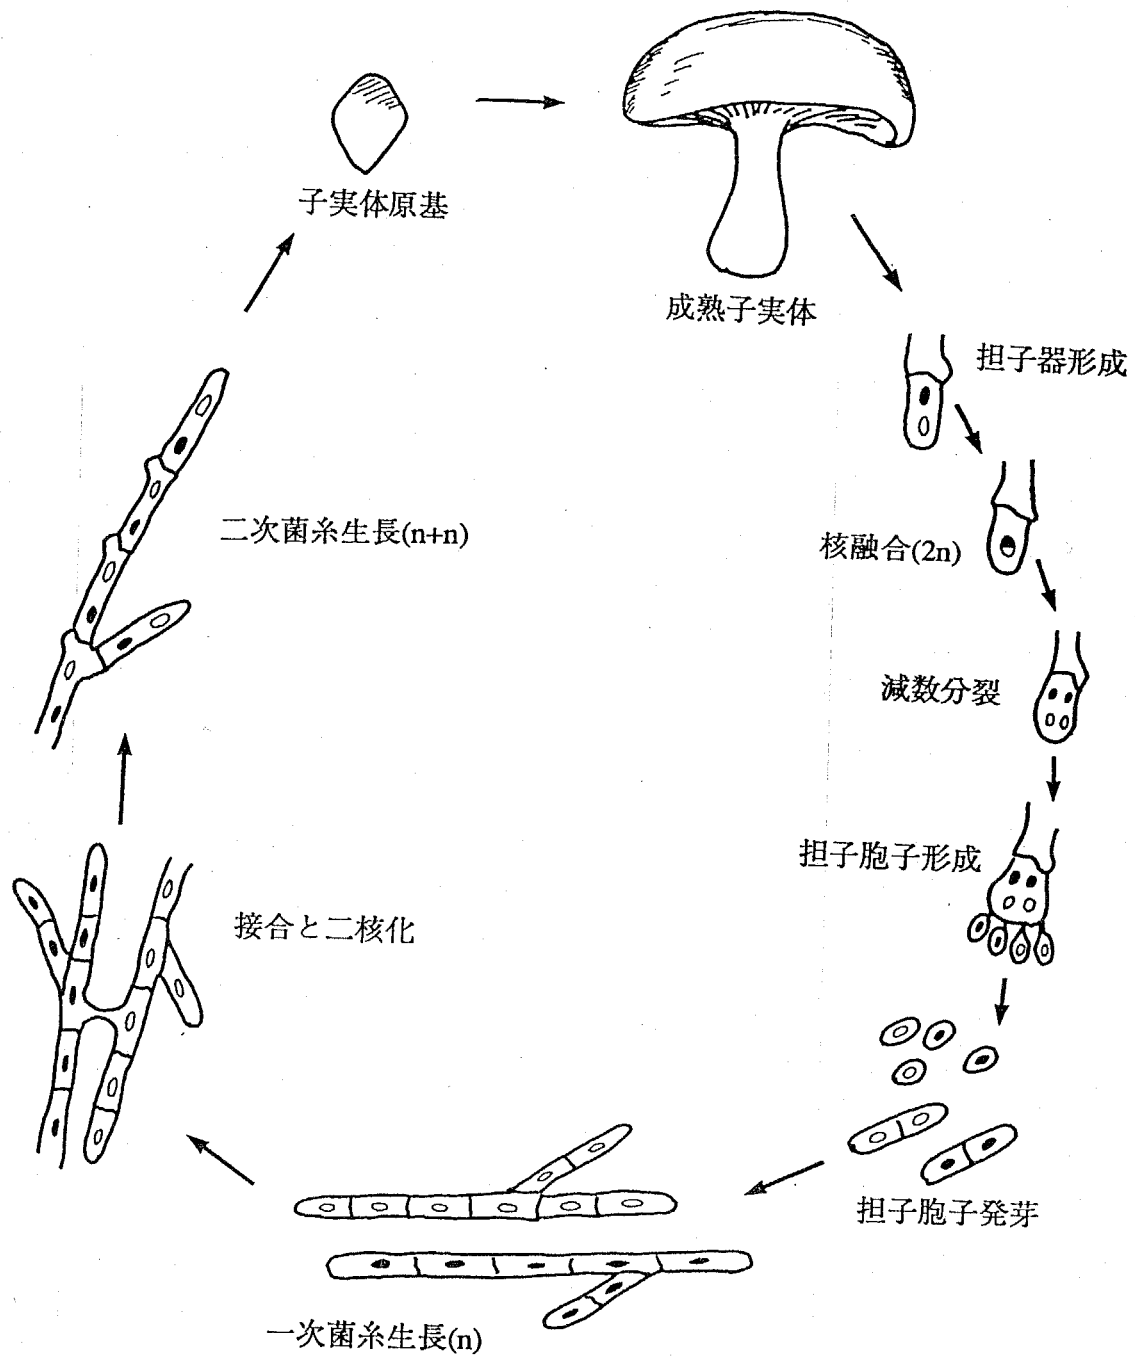 子実体原基
成熟子実体
担子器形成
二次菌糸生長(n+n)
核融合(2n)
減数分裂
担子胞子形成
接合と二核化
担子胞子発芽
一次菌糸生長(n)